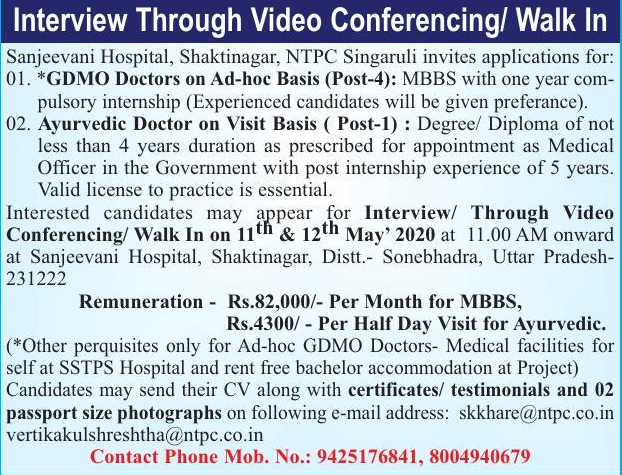 Interview Through Video Conferencing/ Walk In
Sanjeevani Hospital, Shaktinagar, NTPC Singaruli invites applications for:
01. *GDMO Doctors on Ad-hoc Basis (Post-4): MBBS with one year com-
pulsory internship (Experienced candidates will be given preferance).
02. Ayurvedic Doctor on Visit Basis ( Post-1) : Degree/ Diploma of not
less than 4 years duration as prescribed for appointment as Medical
Officer in the Government with post internship experience of 5 years.
Valid license to practice is essential.
Interested candidates may appear for Interview/ Through Video
Conferencing/ Walk In on 11th & 12th May’ 2020 at 11.00 AM onward
at Sanjeevani Hospital, Shaktinagar, Distt.- Sonebhadra, Uttar Pradesh-
231222
Remuneration - Rs.82,000/- Per Month for MBBS,
Rs.4300/ - Per Half Day Visit for Ayurvedic.
(*Other perquisites only for Ad-hoc GDMO Doctors- Medical facilities for
self at SSTPS Hospital and rent free bachelor accommodation at Project)
Candidates may send their CV along with certificates/ testimonials and 02
passport size photographs on following e-mail address: skkhare@ntpc.co.in
vertikakulshreshtha@ntpc.co.in
Contact Phone Mob. No.: 9425176841, 8004940679